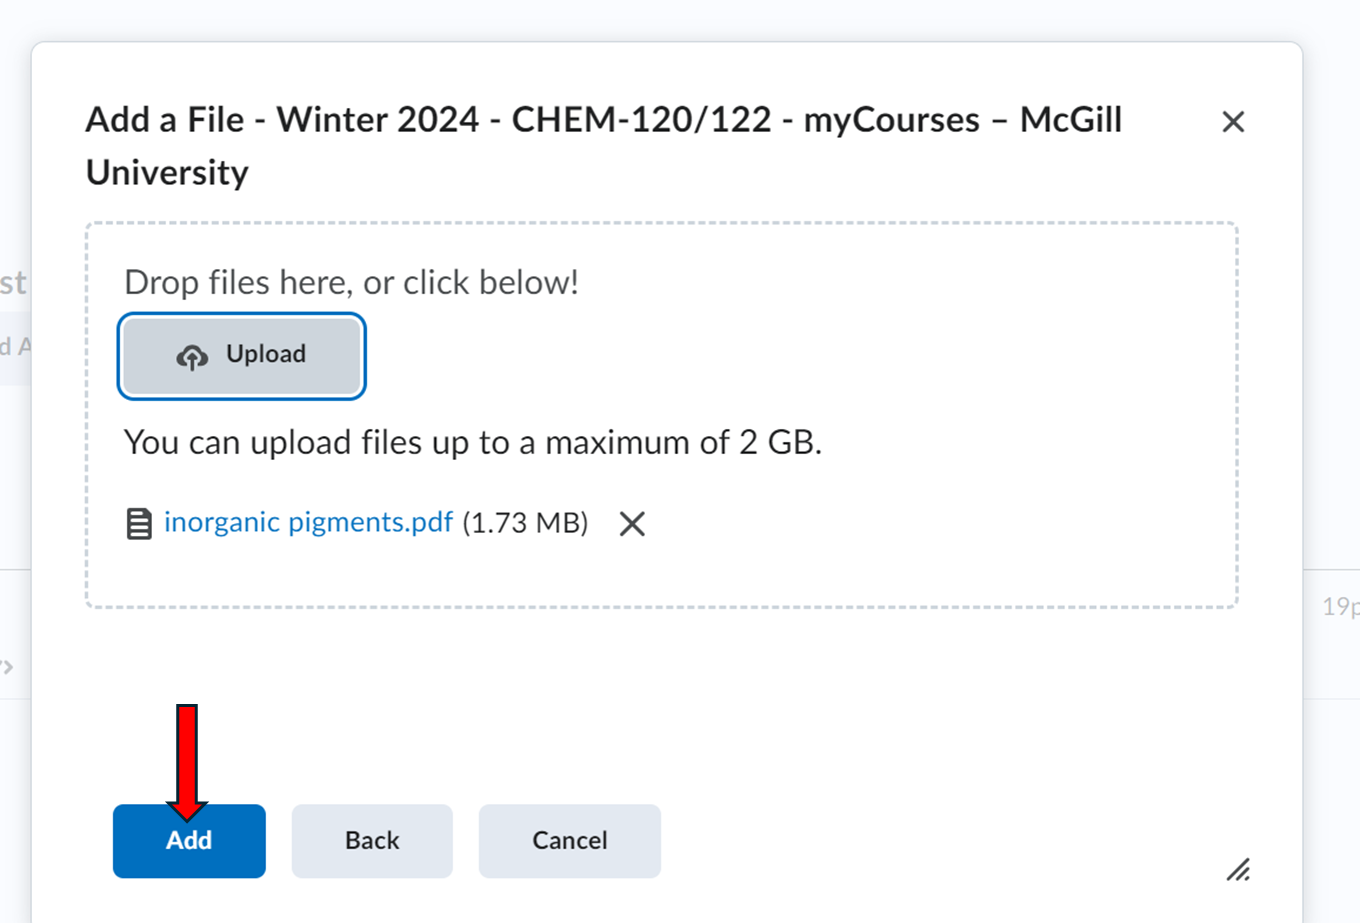 Add a File - Winter 2024 - CHEM-120/122 - myCourses – McGill
University
Drop files here, or click below!
Upload
You can upload files up to a maximum of 2 GB.
inorganic pigments.pdf (1.73 MB)
Add Back Cancel